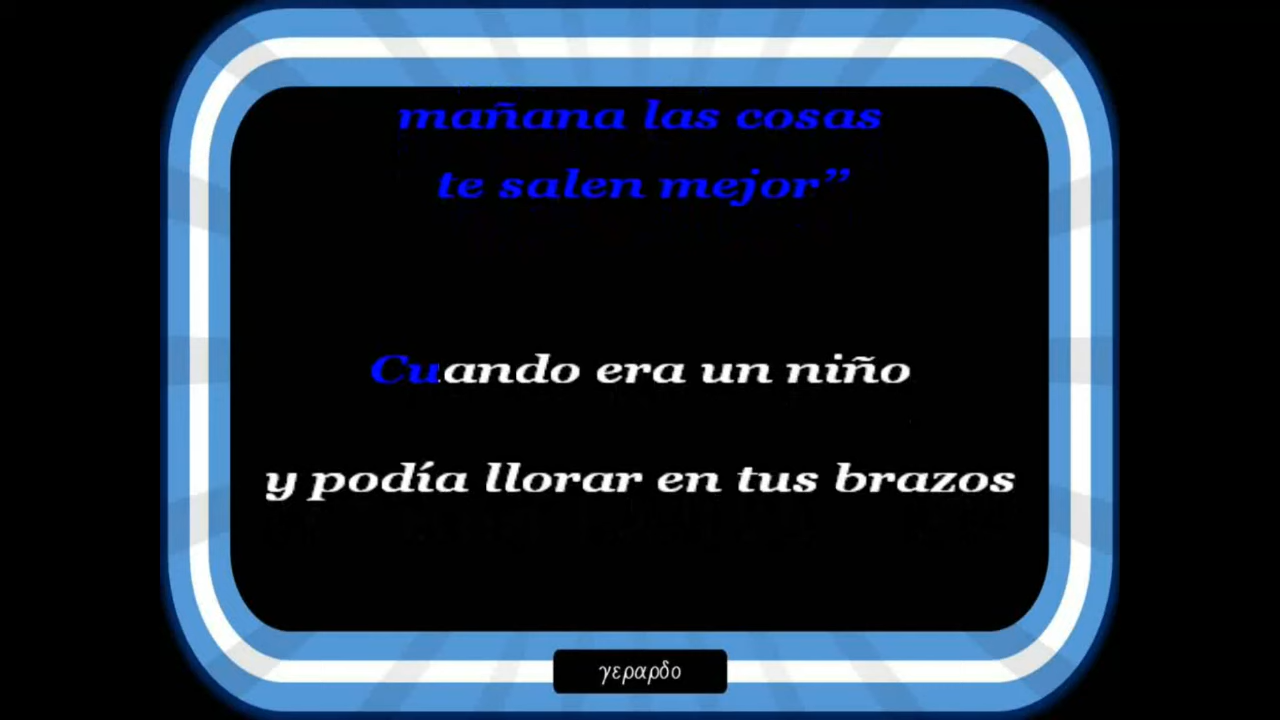 mañana las cosas
te salen mejor”
Cuando era un niño
y podía llorar en tus brazos
γεραρδο